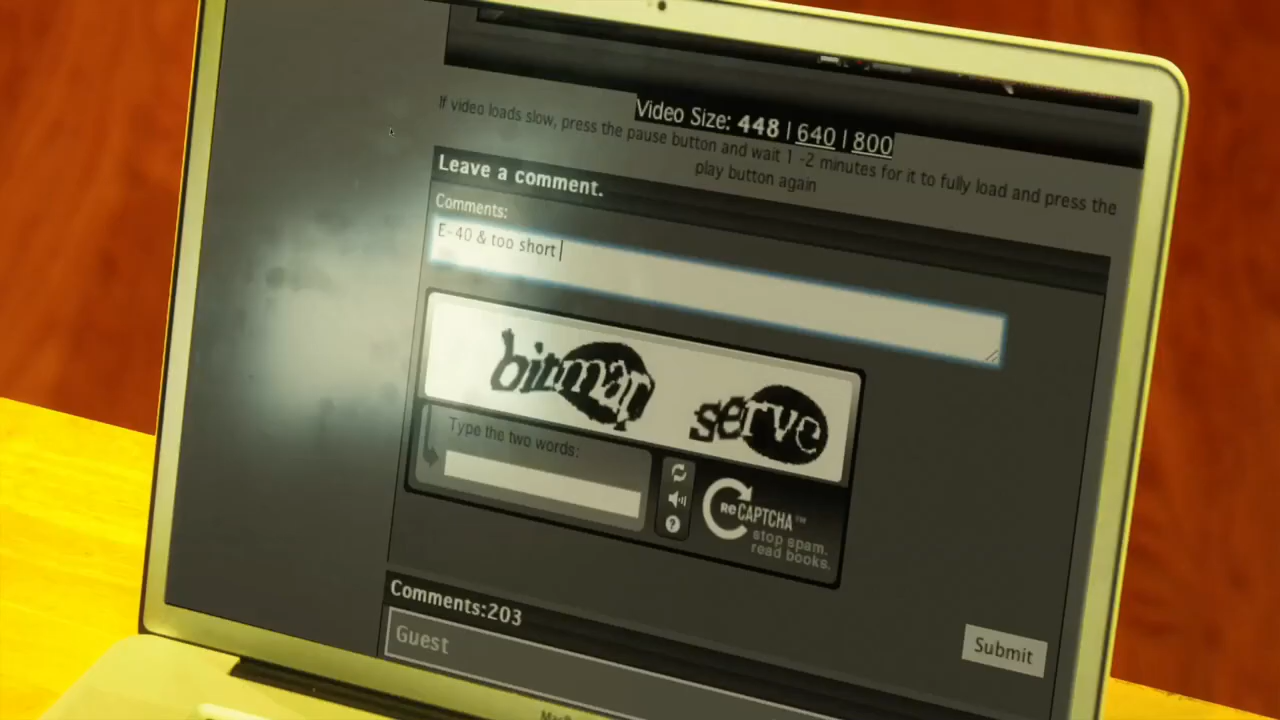 Video Size: 448 | 640 | 800
If video loads slow, press the pause button and wait 1 -2 minutes for it to fully load and press the
play button again
Leave a comment.
Comments:
E-40 & too short
bitmap serve
Type the two words:
reCAPTCHA™
stop spam.
read books.
Comments:203
Guest
Submit